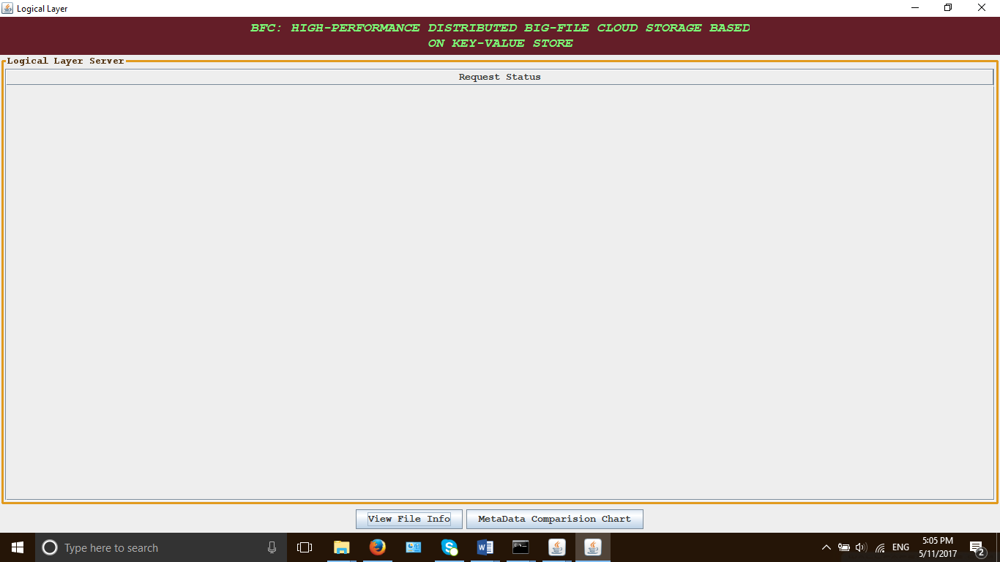 Logical Layer
BFC: HIGH-PERFORMANCE DISTRIBUTED BIG-FILE CLOUD STORAGE BASED
ON KEY-VALUE STORE
Logical Layer Server
Request Status
View File Info
MetaData Comparision Chart
Type here to search
ENG
5:05 PM
5/11/2017
2